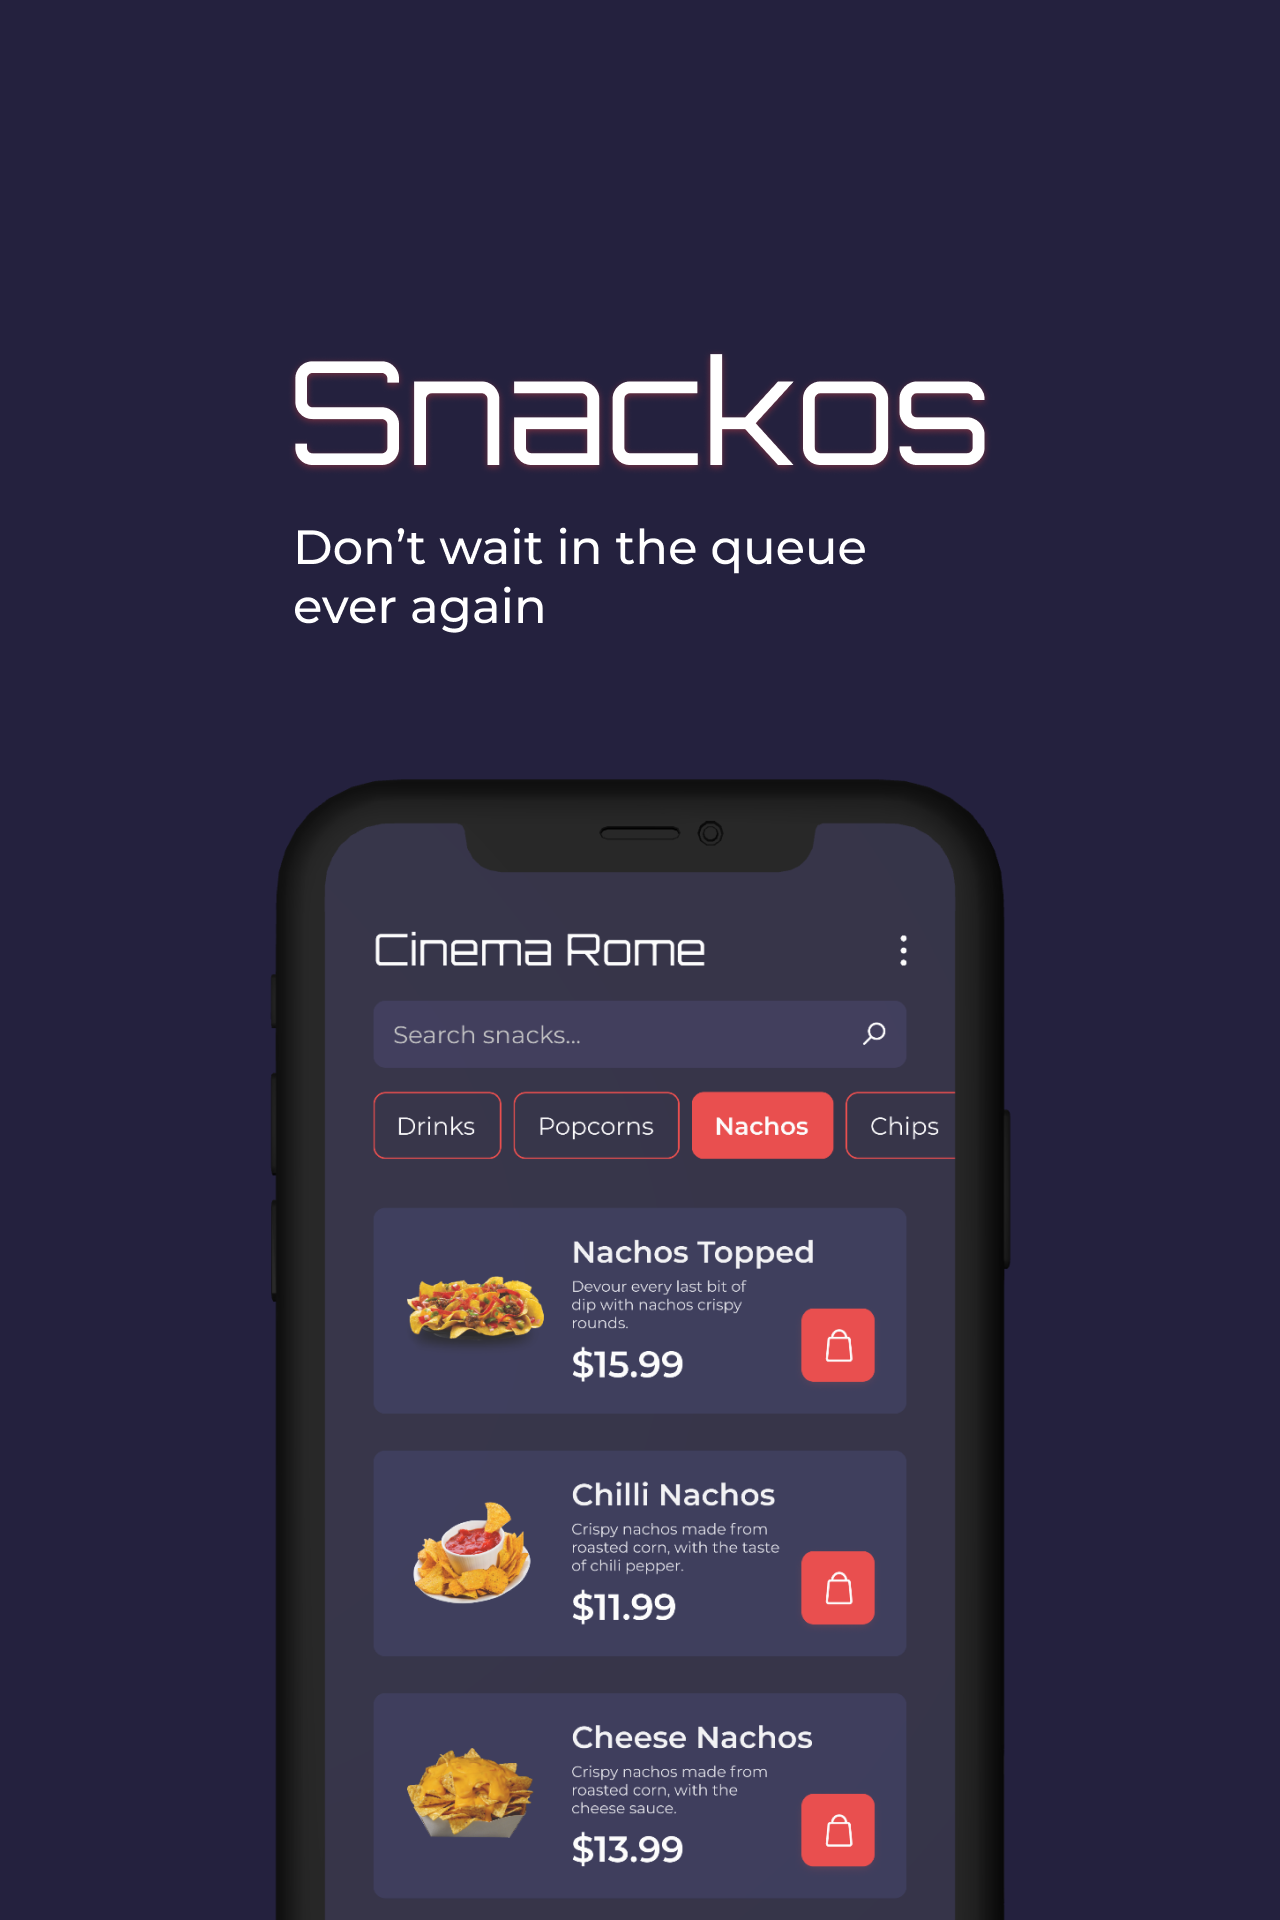 Snackos
Don’t wait in the queue
ever again
Cinema Rome
Search snacks...
Drinks
Popcorns
Nachos
Chips
Nachos Topped
Devour every last bit of
dip with nachos crispy
rounds.
$15.99
Chilli Nachos
Crispy nachos made from
roasted corn, with the taste
of chili pepper.
$11.99
Cheese Nachos
Crispy nachos made from
roasted corn, with the
cheese sauce.
$13.99